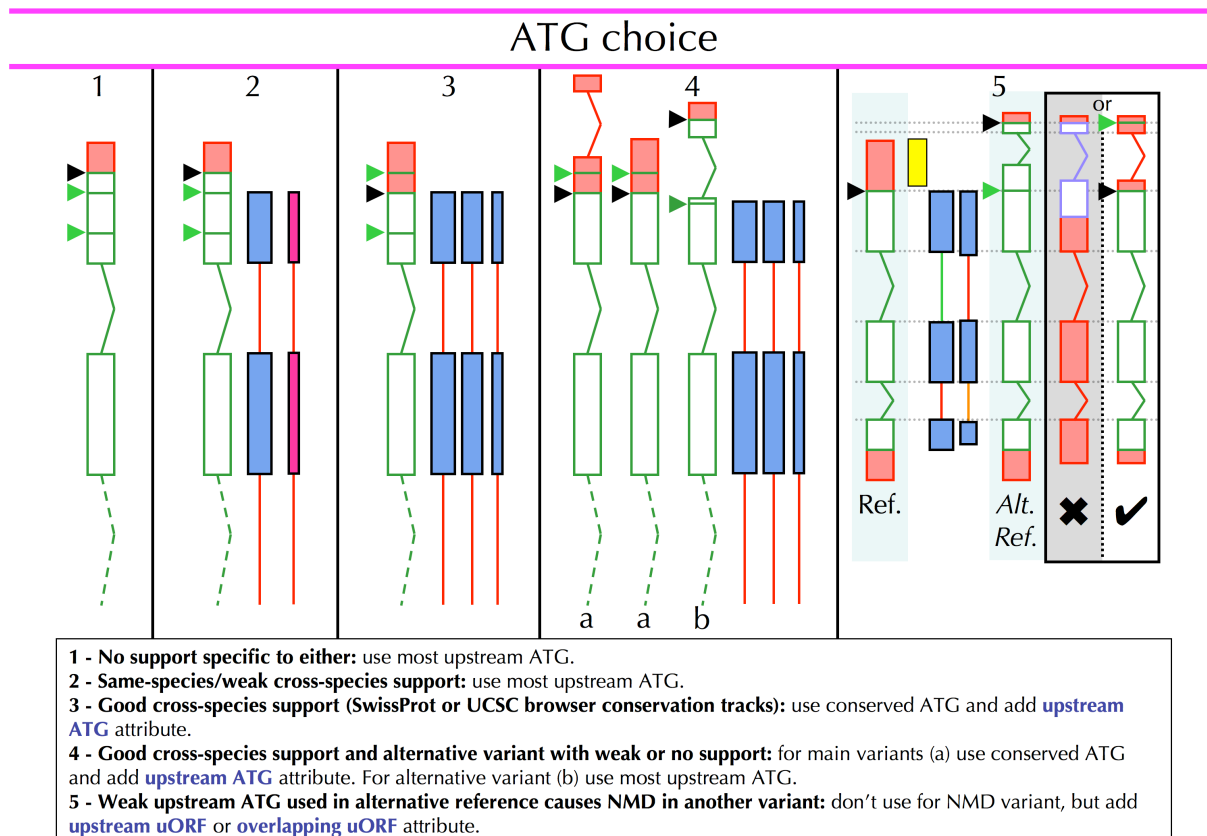 ATG choice
1
2
3
4
5
or
Ref.
Alt.
Ref.
✖
✔
a
a
b
1 - No support specific to either: use most upstream ATG.
2 - Same-species/weak cross-species support: use most upstream ATG.
3 - Good cross-species support (SwissProt or UCSC browser conservation tracks): use conserved ATG and add upstream
ATG attribute.
4 - Good cross-species support and alternative variant with weak or no support: for main variants (a) use conserved ATG
and add upstream ATG attribute. For alternative variant (b) use most upstream ATG.
5 - Weak upstream ATG used in alternative reference causes NMD in another variant: don’t use for NMD variant, but add
upstream uORF or overlapping uORF attribute.